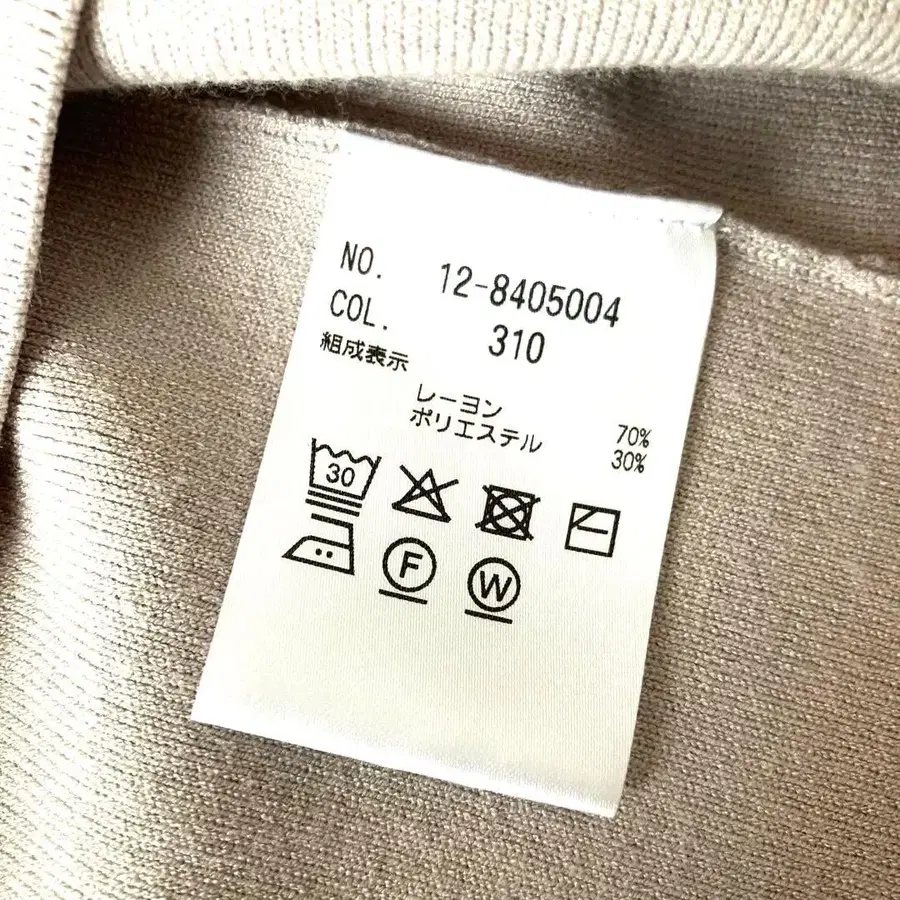 NO. 12-8405004
COL. 310
組成表示
レーヨン 70%
ポリエステル 30%
30
F W